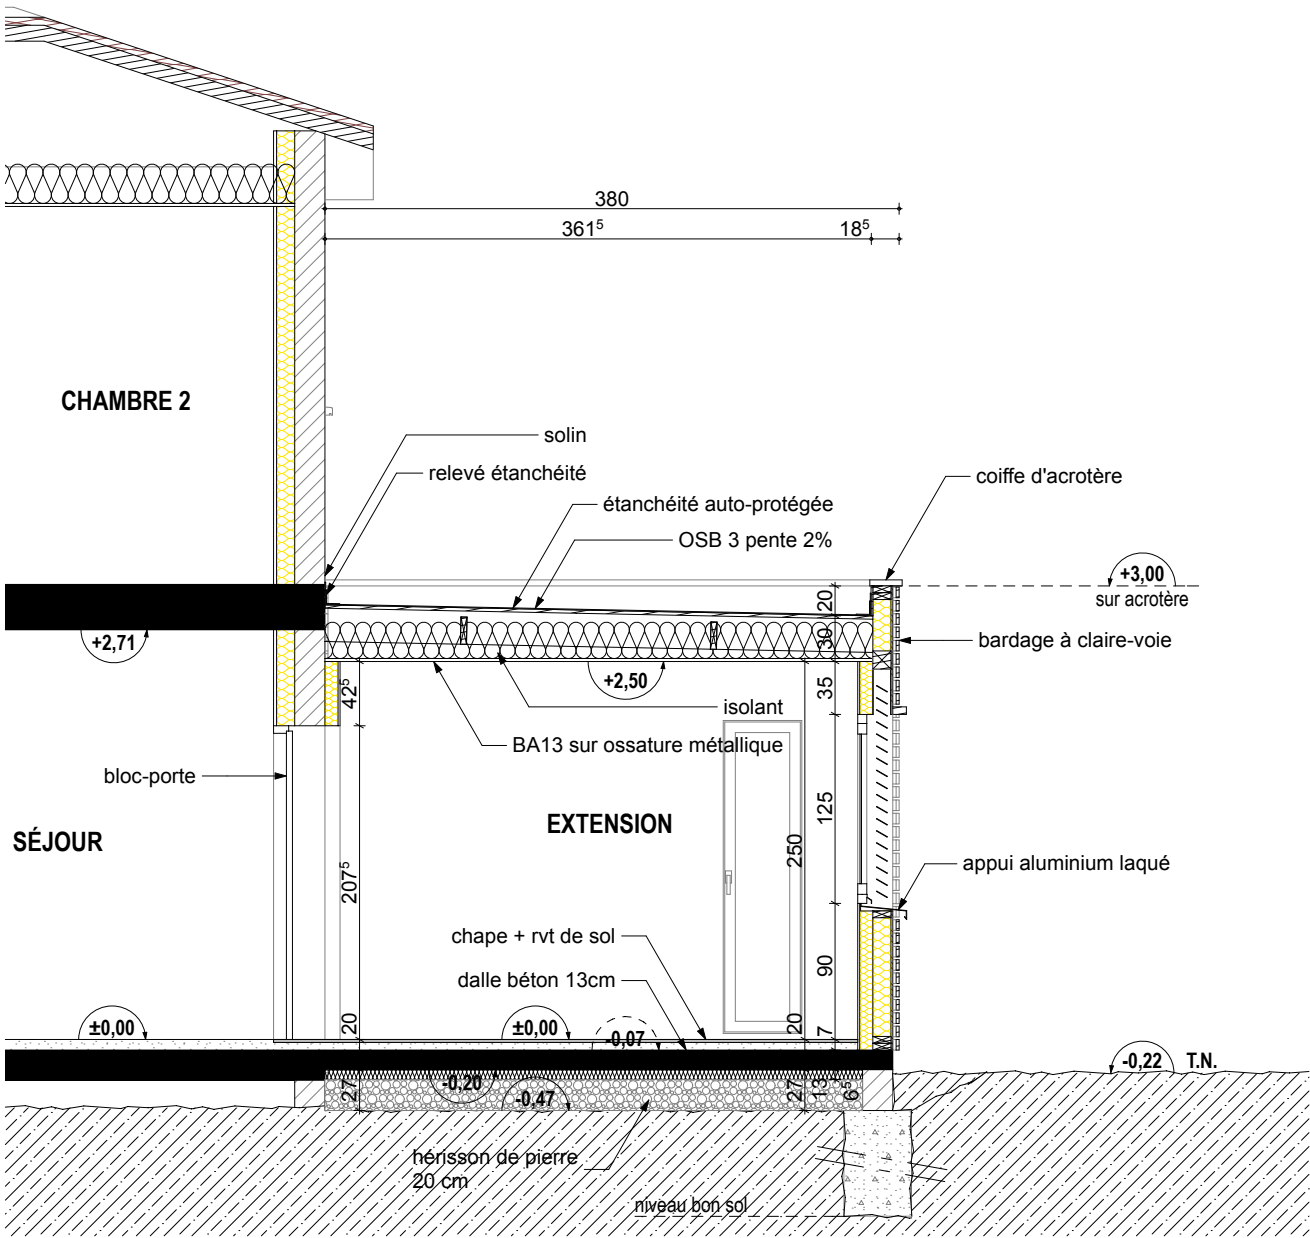 380
361⁵
18⁵
CHAMBRE 2
solin
relevé étanchéité
coiffe d'acrotère
étanchéité auto-protégée
OSB 3 pente 2%
+3,00
sur acrotère
20
+2,71
30
bardage à claire-voie
+2,50
42⁵
35
isolant
BA13 sur ossature métallique
bloc-porte
125
EXTENSION
SÉJOUR
250
appui aluminium laqué
207⁵
chape + rvt de sol
90
dalle béton 13cm
±0,00
20
±0,00
-0,07
20
7
-0,22
T.N.
27
-0,20
-0,47
27
13
6⁵
hérisson de pierre
20 cm
niveau bon sol